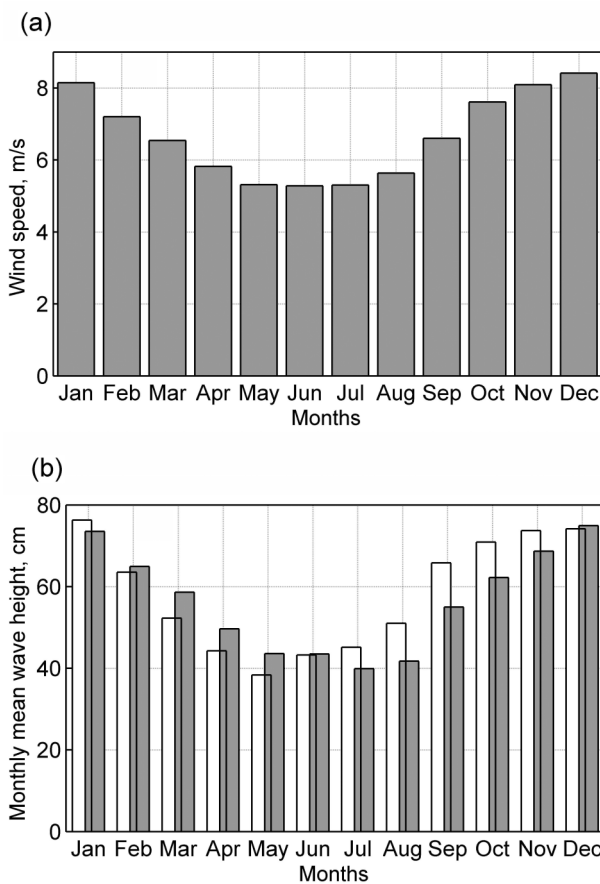 (a)
Wind speed, m/s
8
6
4
2
0
Jan Feb Mar Apr May Jun Jul Aug Sep Oct Nov Dec
Months
(b)
Monthly mean wave height, cm
80
60
40
20
0
Jan Feb Mar Apr May Jun Jul Aug Sep Oct Nov Dec
Months